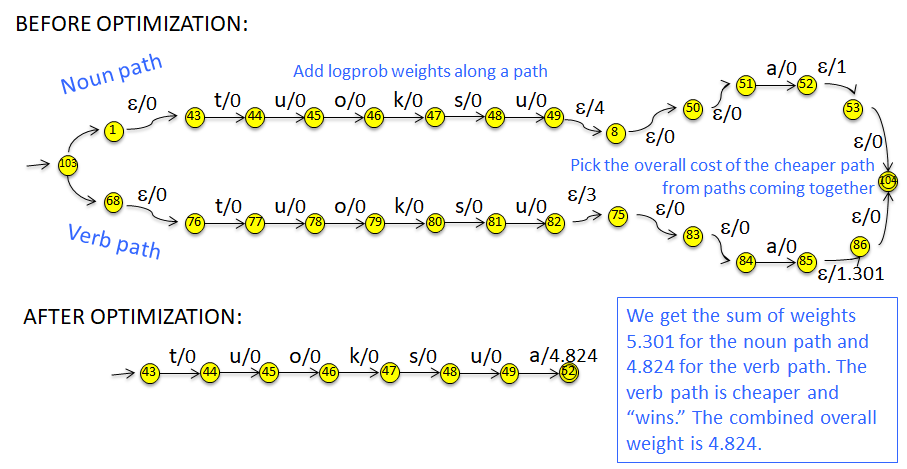 BEFORE OPTIMIZATION:
Noun path
Add logprob weights along a path
ε/0
t/0
u/0
o/0
k/0
s/0
u/0
ε/4
ε/0
ε/0
a/0
ε/1
ε/0
103
1
43
44
45
46
47
48
49
8
50
51
52
53
104
Pick the overall cost of the cheaper path
from paths coming together
ε/0
t/0
u/0
o/0
k/0
s/0
u/0
ε/3
ε/0
ε/0
a/0
ε/1.301
ε/0
68
76
77
78
79
80
81
82
75
83
84
85
86
Verb path
AFTER OPTIMIZATION:
t/0
u/0
o/0
k/0
s/0
u/0
a/4.824
43
44
45
46
47
48
49
52
We get the sum of weights
5.301 for the noun path and
4.824 for the verb path. The
verb path is cheaper and
“wins.” The combined overall
weight is 4.824.